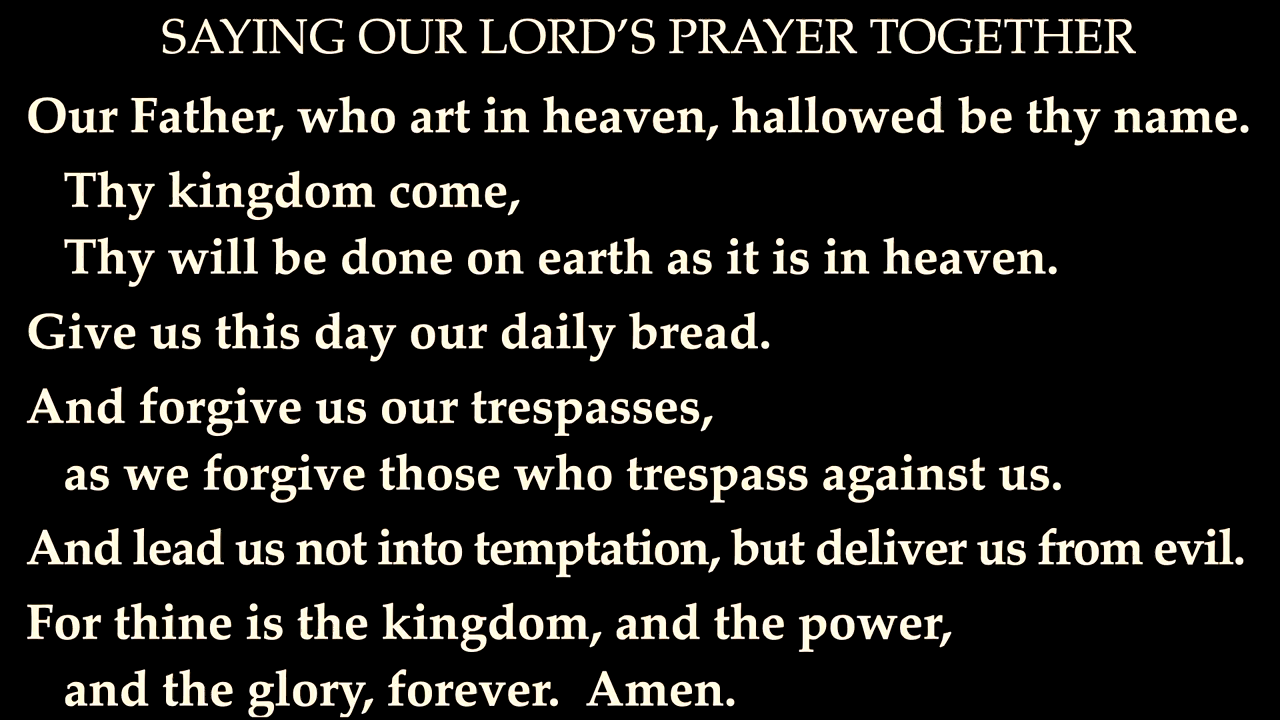 SAYING OUR LORD’S PRAYER TOGETHER
Our Father, who art in heaven, hallowed be thy name.
Thy kingdom come,
Thy will be done on earth as it is in heaven.
Give us this day our daily bread.
And forgive us our trespasses,
as we forgive those who trespass against us.
And lead us not into temptation, but deliver us from evil.
For thine is the kingdom, and the power,
and the glory, forever.  Amen.